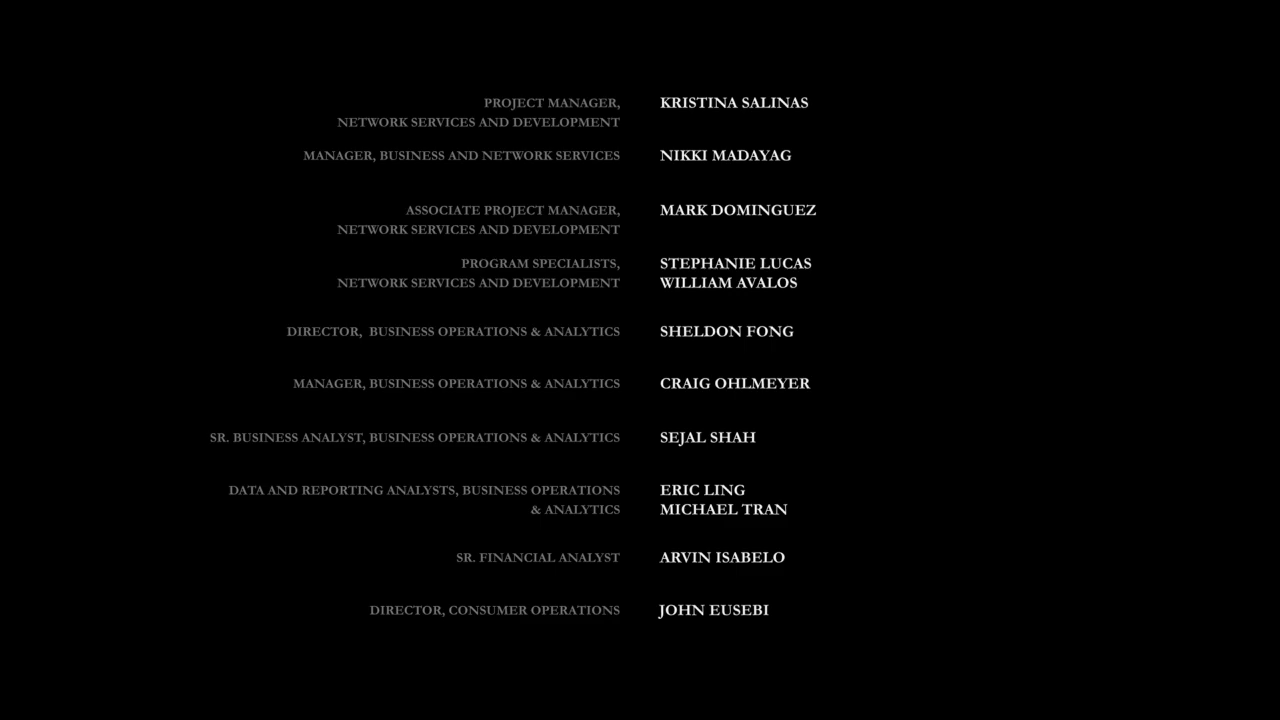 PROJECT MANAGER, KRISTINA SALINAS
NETWORK SERVICES AND DEVELOPMENT
MANAGER, BUSINESS AND NETWORK SERVICES NIKKI MADAYAG
ASSOCIATE PROJECT MANAGER, MARK DOMINGUEZ
NETWORK SERVICES AND DEVELOPMENT
PROGRAM SPECIALISTS, STEPHANIE LUCAS
NETWORK SERVICES AND DEVELOPMENT WILLIAM AVALOS
DIRECTOR, BUSINESS OPERATIONS & ANALYTICS SHELDON FONG
MANAGER, BUSINESS OPERATIONS & ANALYTICS CRAIG OHLMEYER
SR. BUSINESS ANALYST, BUSINESS OPERATIONS & ANALYTICS SEJAL SHAH
DATA AND REPORTING ANALYSTS, BUSINESS OPERATIONS ERIC LING
& ANALYTICS MICHAEL TRAN
SR. FINANCIAL ANALYST ARVIN ISABELO
DIRECTOR, CONSUMER OPERATIONS JOHN EUSEBI